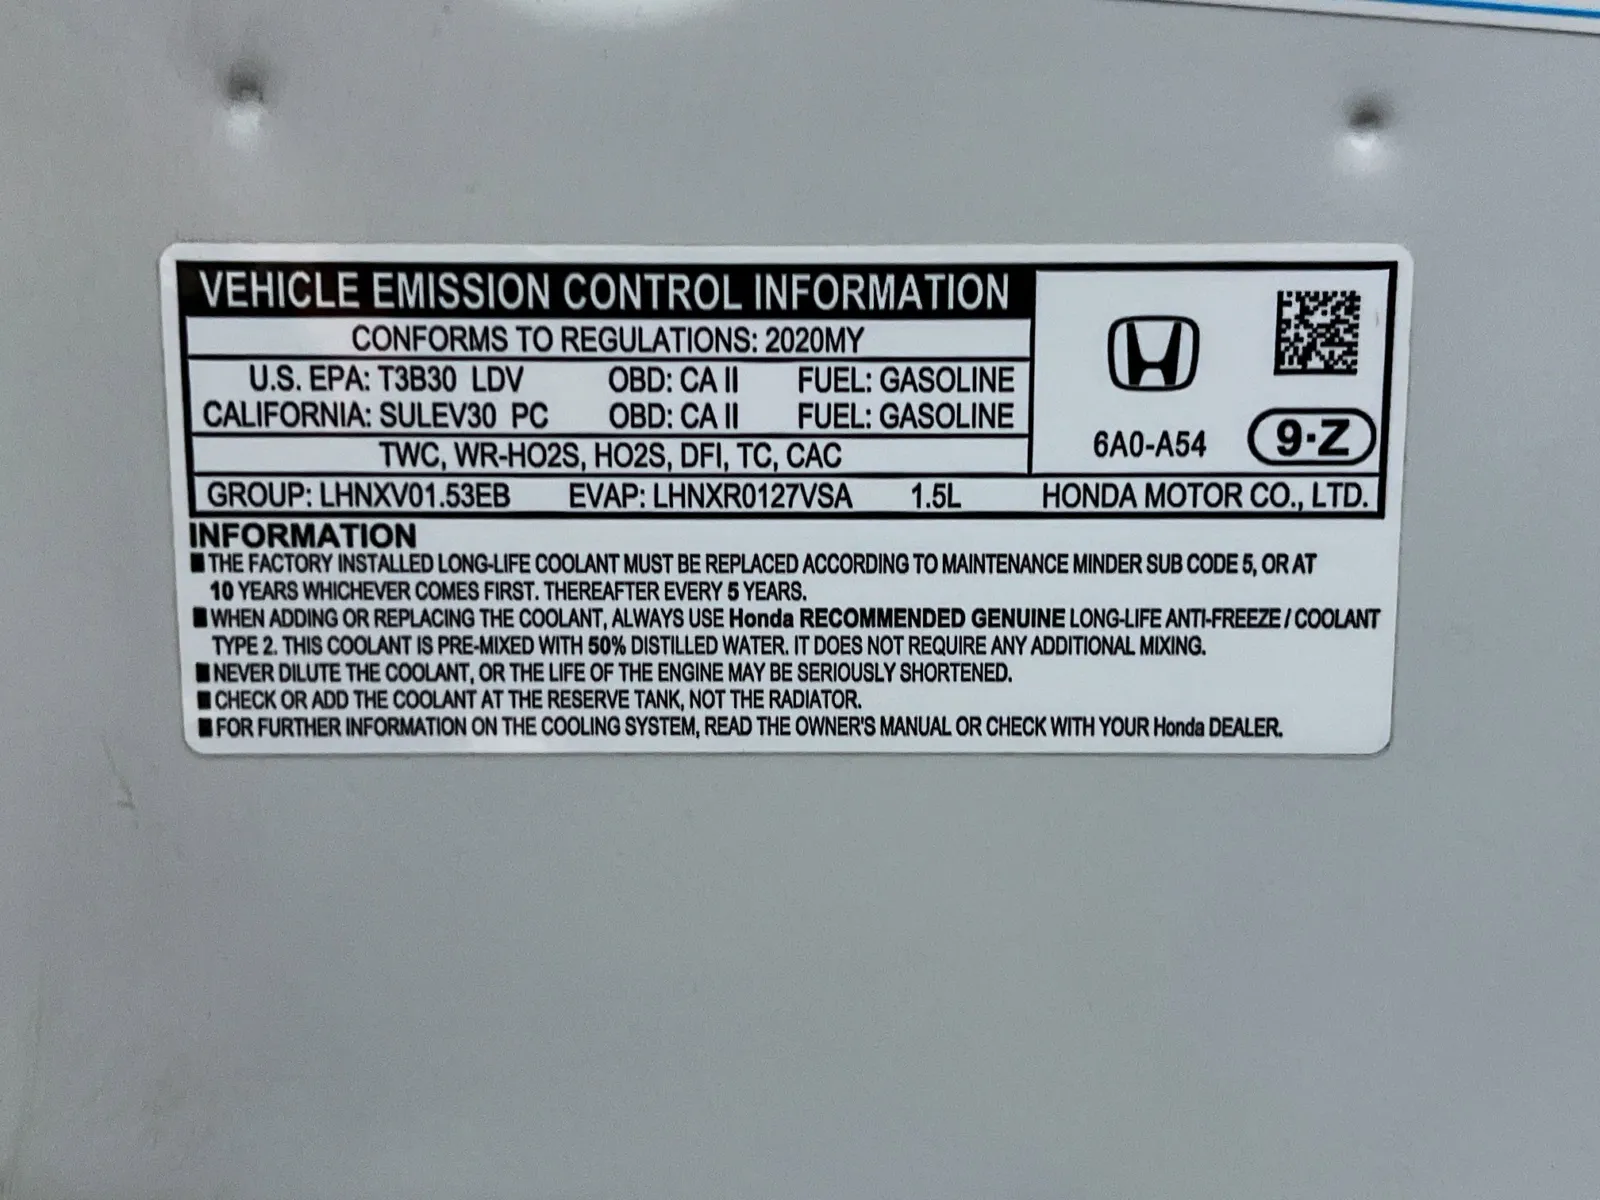 VEHICLE EMISSION CONTROL INFORMATION
CONFORMS TO REGULATIONS: 2020MY
U.S. EPA: T3B30 LDV OBD: CA II FUEL: GASOLINE
CALIFORNIA: SULEV30 PC OBD: CA II FUEL: GASOLINE
TWC, WR-HO2S, HO2S, DFI, TC, CAC
6A0-A54 9·Z
GROUP: LHNXV01.53EB EVAP: LHNXR0127VSA 1.5L HONDA MOTOR CO., LTD.
INFORMATION
■ THE FACTORY INSTALLED LONG-LIFE COOLANT MUST BE REPLACED ACCORDING TO MAINTENANCE MINDER SUB CODE 5, OR AT
10 YEARS WHICHEVER COMES FIRST. THEREAFTER EVERY 5 YEARS.
■ WHEN ADDING OR REPLACING THE COOLANT, ALWAYS USE Honda RECOMMENDED GENUINE LONG-LIFE ANTI-FREEZE / COOLANT
TYPE 2. THIS COOLANT IS PRE-MIXED WITH 50% DISTILLED WATER. IT DOES NOT REQUIRE ANY ADDITIONAL MIXING.
■ NEVER DILUTE THE COOLANT, OR THE LIFE OF THE ENGINE MAY BE SERIOUSLY SHORTENED.
■ CHECK OR ADD THE COOLANT AT THE RESERVE TANK, NOT THE RADIATOR.
■ FOR FURTHER INFORMATION ON THE COOLING SYSTEM, READ THE OWNER'S MANUAL OR CHECK WITH YOUR Honda DEALER.